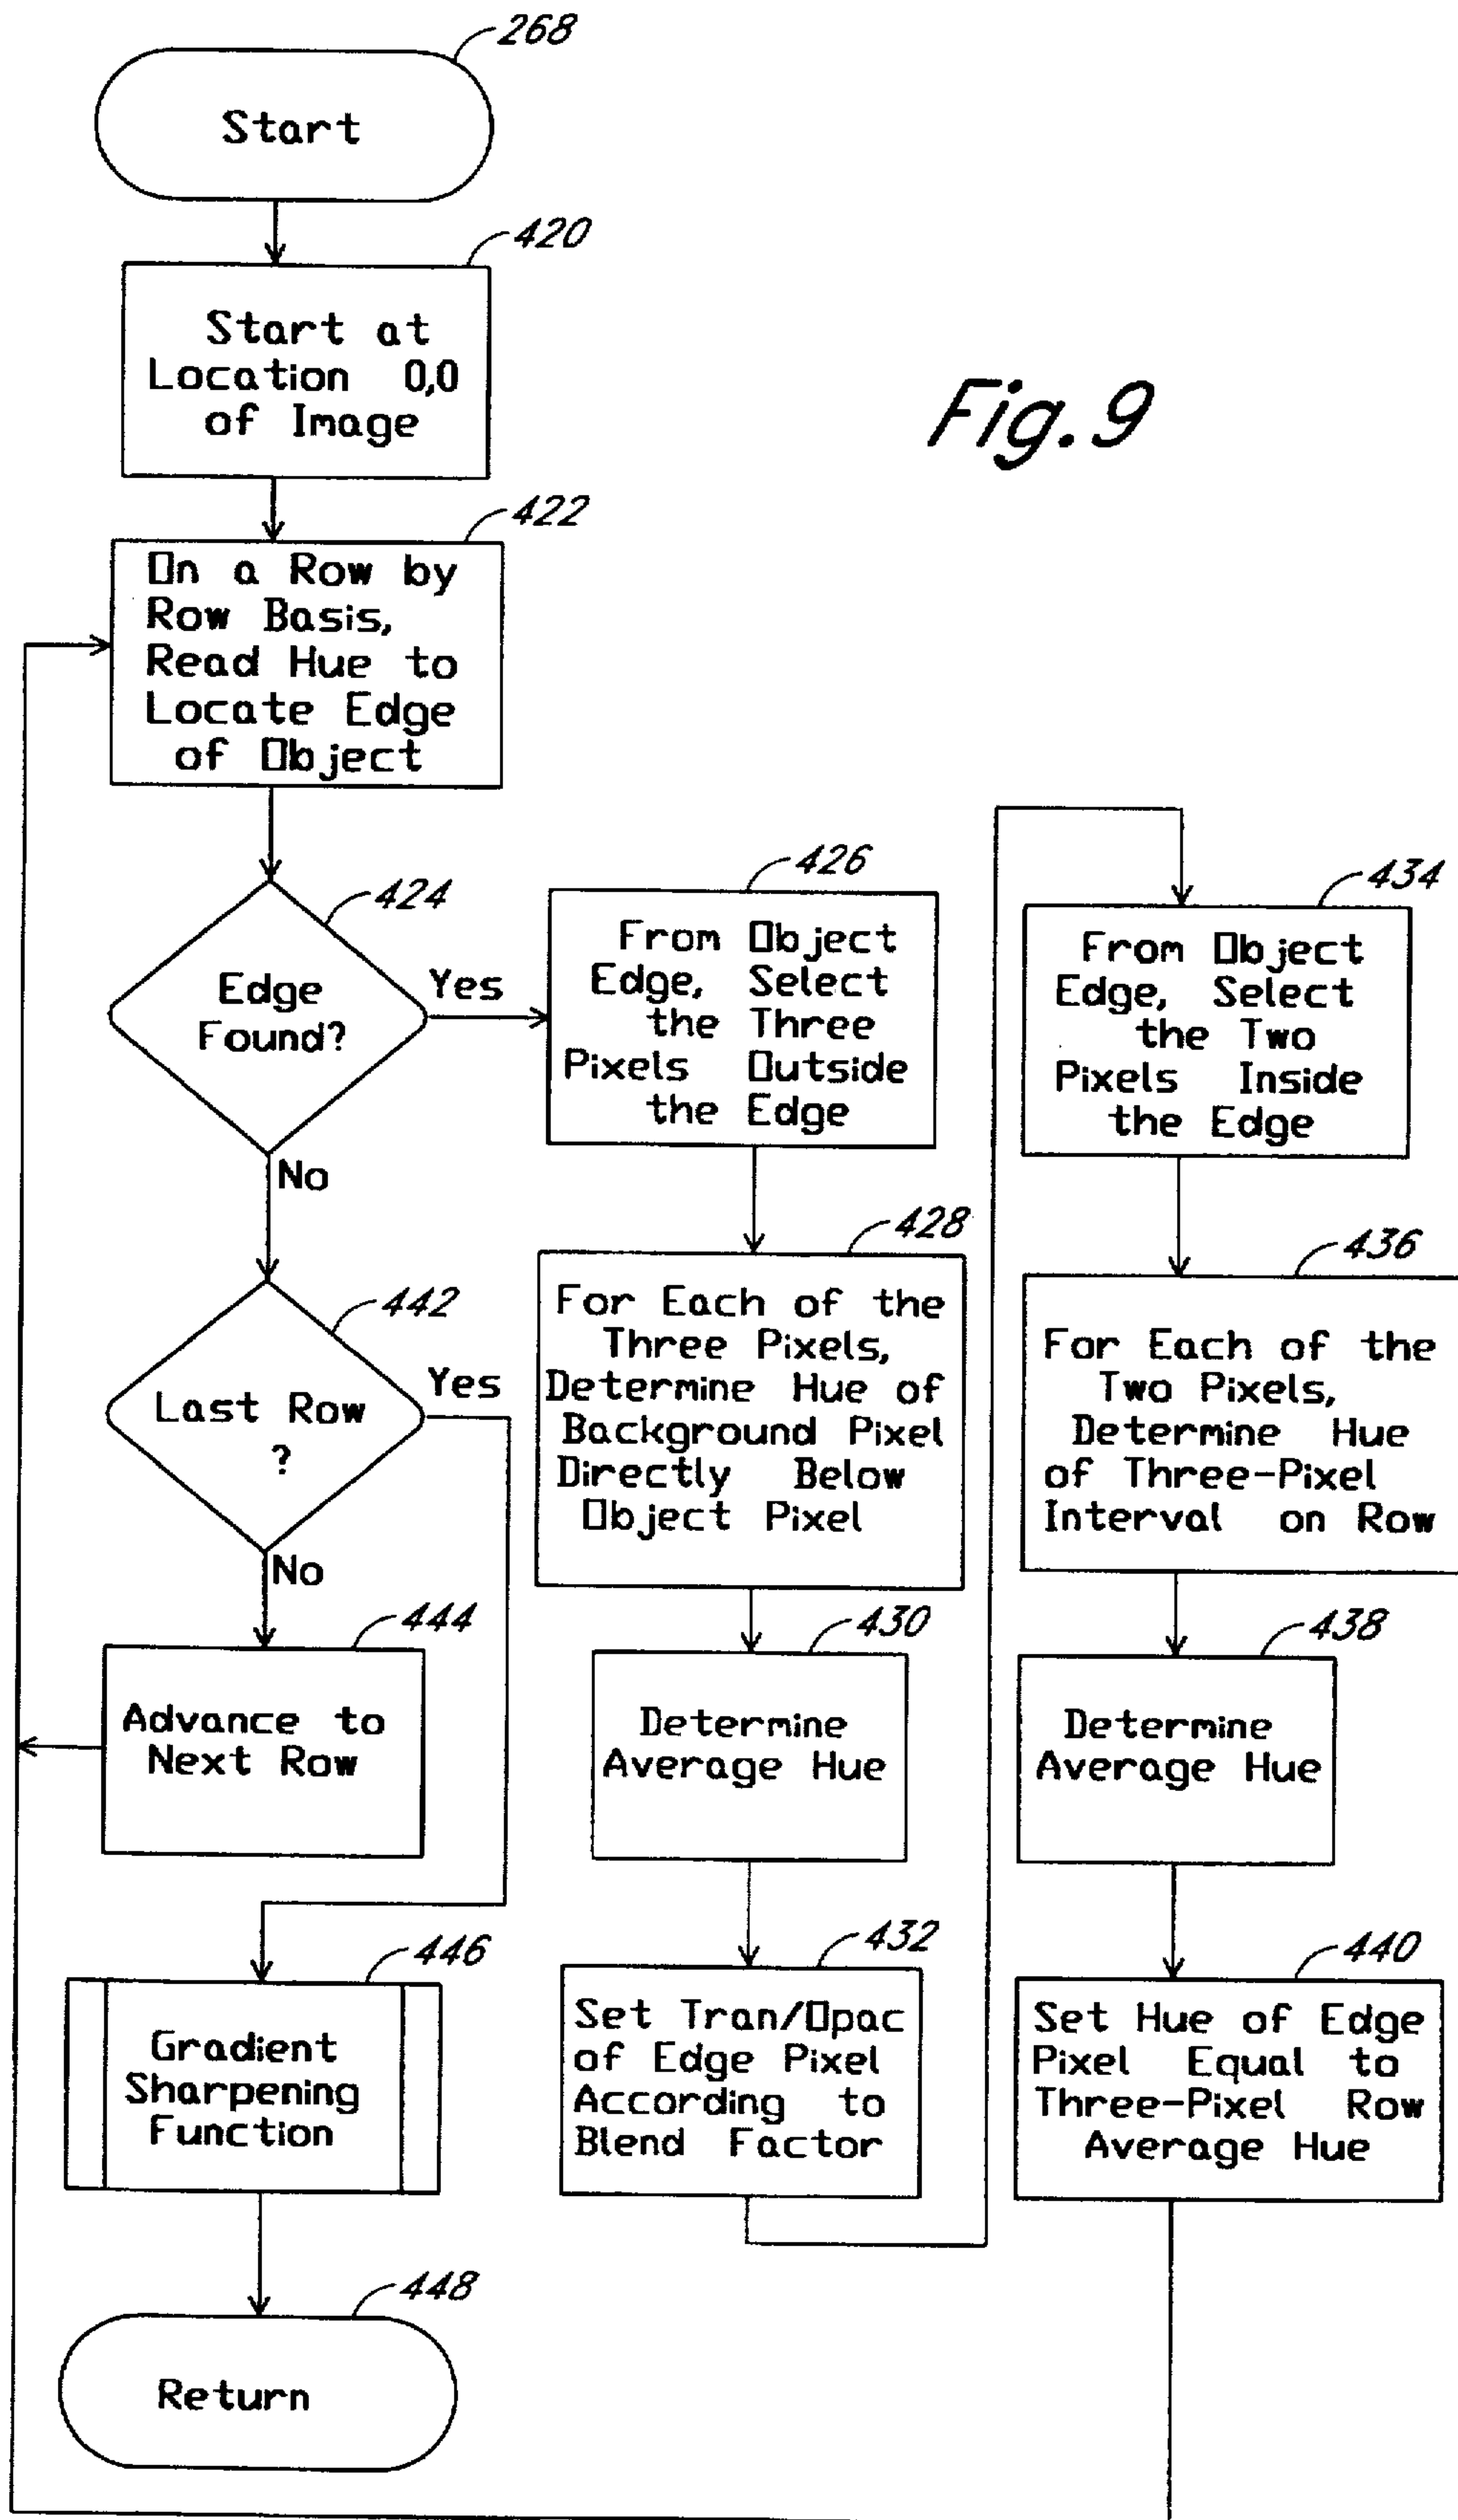 268
Start
420
Start at
Location 0,0
of Image
Fig. 9
422
On a Row by
Row Basis,
Read Hue to
Locate Edge
of Object
424
Edge
Found?
Yes
No
426
From Object
Edge, Select
the Three
Pixels Outside
the Edge
428
For Each of the
Three Pixels,
Determine Hue of
Background Pixel
Directly Below
Object Pixel
430
Determine
Average Hue
432
Set Tran/Opac
of Edge Pixel
According to
Blend Factor
434
From Object
Edge, Select
the Two
Pixels Inside
the Edge
436
For Each of the
Two Pixels,
Determine Hue
of Three-Pixel
Interval on Row
438
Determine
Average Hue
440
Set Hue of Edge
Pixel Equal to
Three-Pixel Row
Average Hue
442
Last Row
?
Yes
No
444
Advance to
Next Row
446
Gradient
Sharpening
Function
448
Return